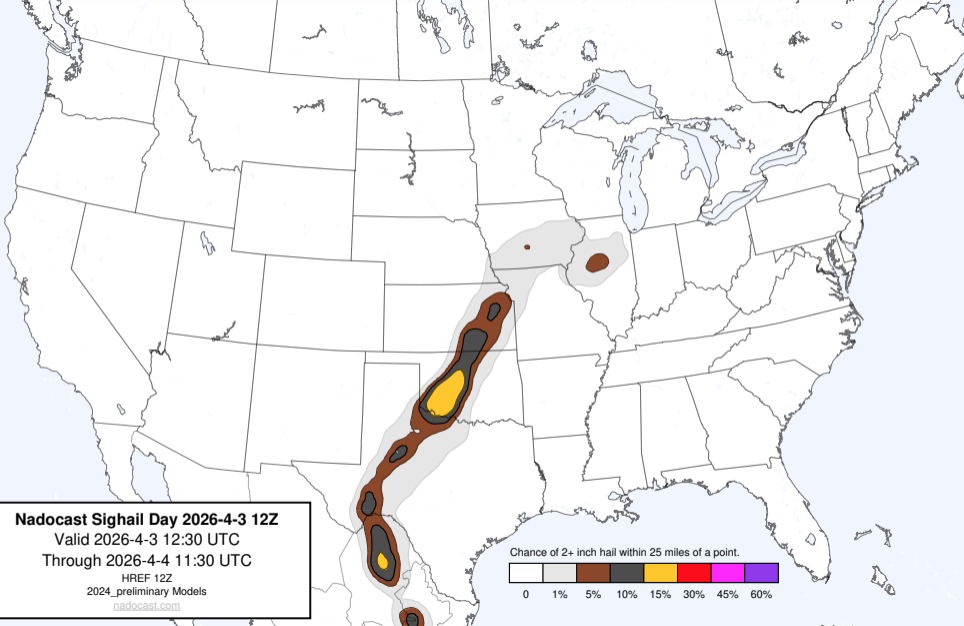 Nadocast Sighail Day 2026-4-3 12Z
Valid 2026-4-3 12:30 UTC
Through 2026-4-4 11:30 UTC
HREF 12Z
2024_preliminary Models
nadocast.com
Chance of 2+ inch hail within 25 miles of a point.
0 1% 5% 10% 15% 30% 45% 60%